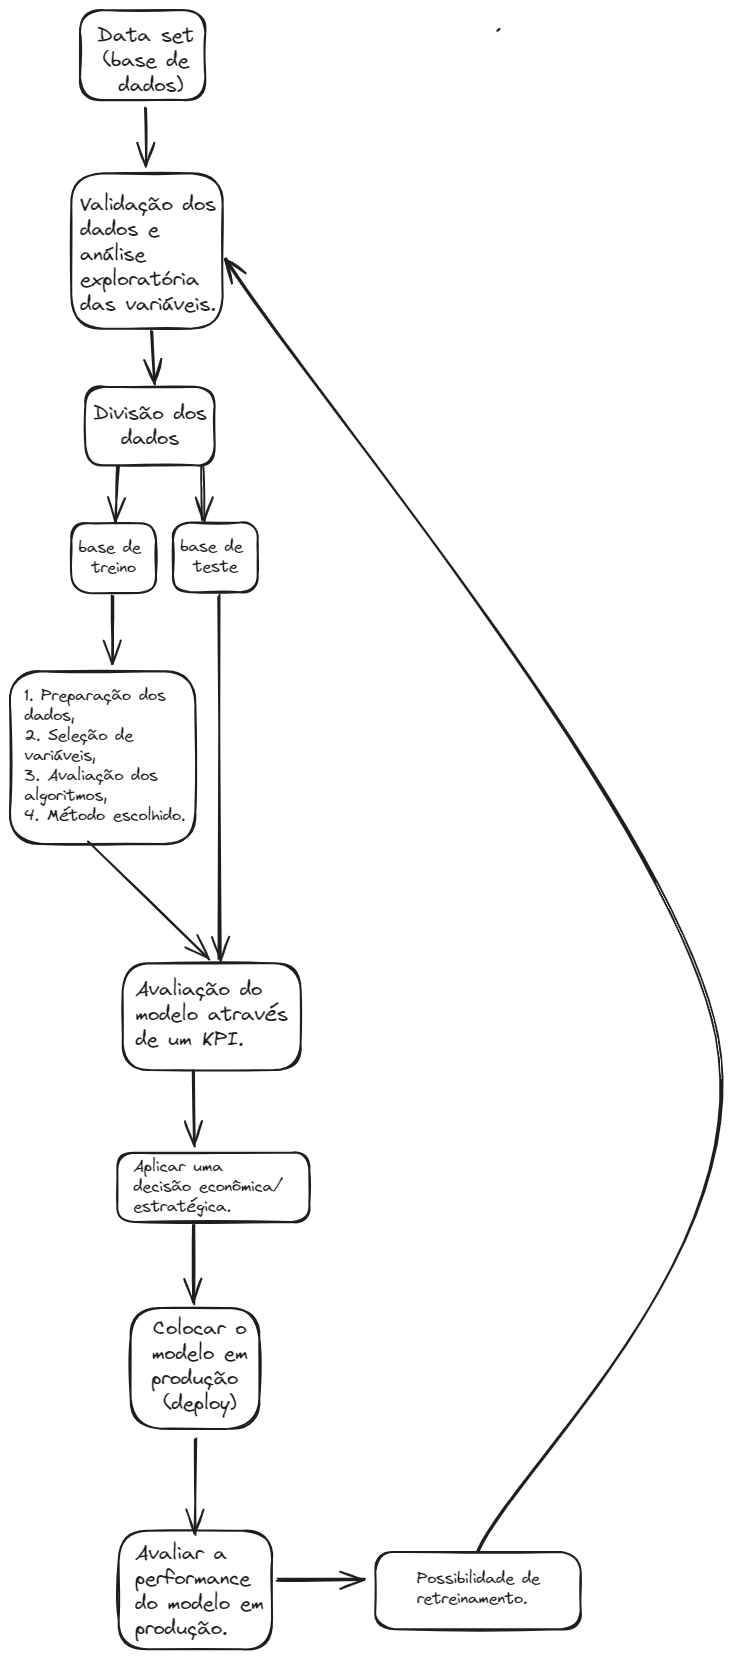 Data set
(base de
dados)
Validação dos
dados e
análise
exploratória
das variáveis.
Divisão dos
dados
base de
treino
base de
teste
1. Preparação dos
dados,
2. Seleção de
variáveis,
3. Avaliação dos
algoritmos,
4. Método escolhido.
Avaliação do
modelo através
de um KPI.
Aplicar uma
decisão econômica/
estratégica.
Colocar o
modelo em
produção
(deploy)
Avaliar a
performance
do modelo em
produção.
Possibilidade de
retreinamento.